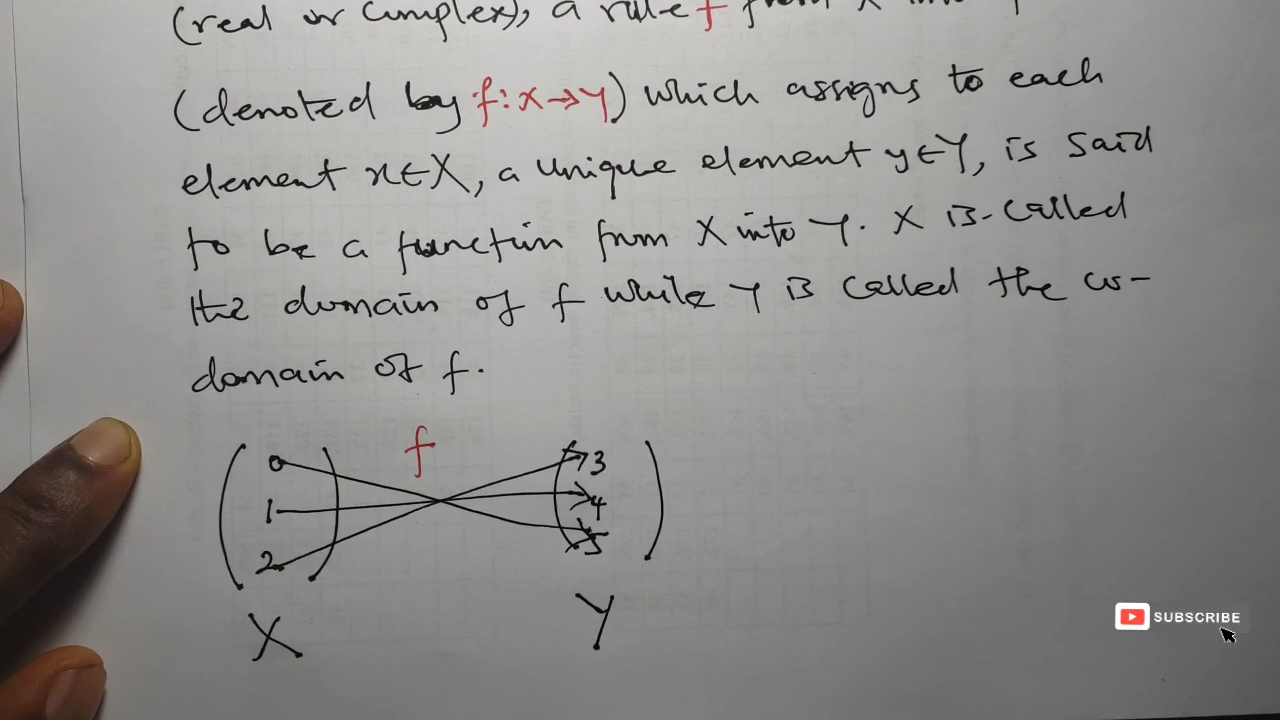 (real or Complex), a rule f from X into Y
(denoted by f:X→Y) which assigns to each
element x∈X, a unique element y∈Y, is said
to be a function from X into Y. X is called
the domain of f while Y is called the co-
domain of f.
f
0 3
1 4
2 5
X Y
SUBSCRIBE